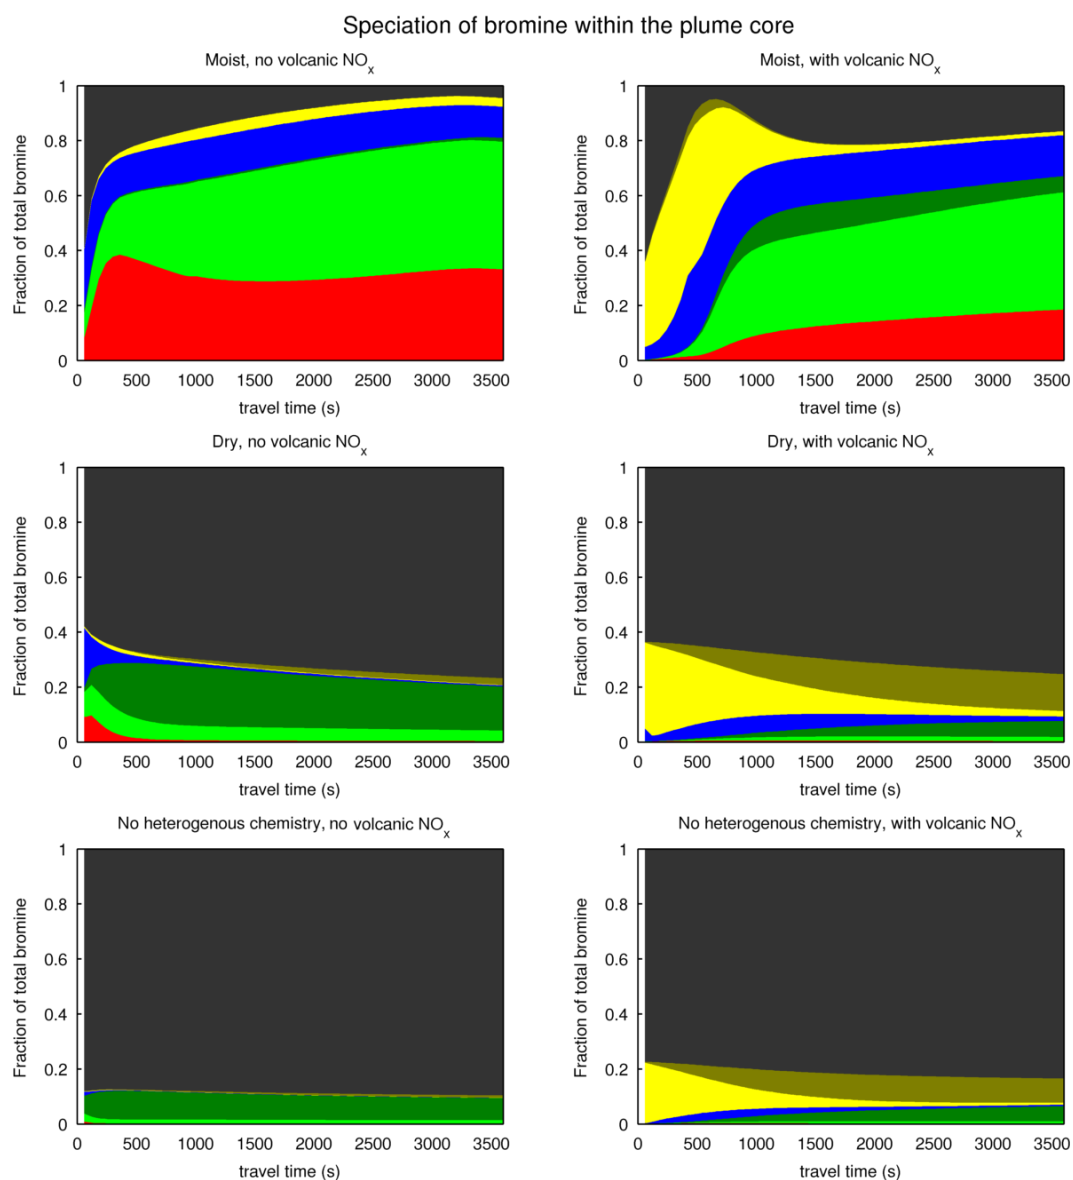 Speciation of bromine within the plume core
Moist, no volcanic NOx
Fraction of total bromine
1
0.8
0.6
0.4
0.2
0
0 500 1000 1500 2000 2500 3000 3500
travel time (s)
Moist, with volcanic NOx
Fraction of total bromine
1
0.8
0.6
0.4
0.2
0
0 500 1000 1500 2000 2500 3000 3500
travel time (s)
Dry, no volcanic NOx
Fraction of total bromine
1
0.8
0.6
0.4
0.2
0
0 500 1000 1500 2000 2500 3000 3500
travel time (s)
Dry, with volcanic NOx
Fraction of total bromine
1
0.8
0.6
0.4
0.2
0
0 500 1000 1500 2000 2500 3000 3500
travel time (s)
No heterogenous chemistry, no volcanic NOx
Fraction of total bromine
1
0.8
0.6
0.4
0.2
0
0 500 1000 1500 2000 2500 3000 3500
travel time (s)
No heterogenous chemistry, with volcanic NOx
Fraction of total bromine
1
0.8
0.6
0.4
0.2
0
0 500 1000 1500 2000 2500 3000 3500
travel time (s)